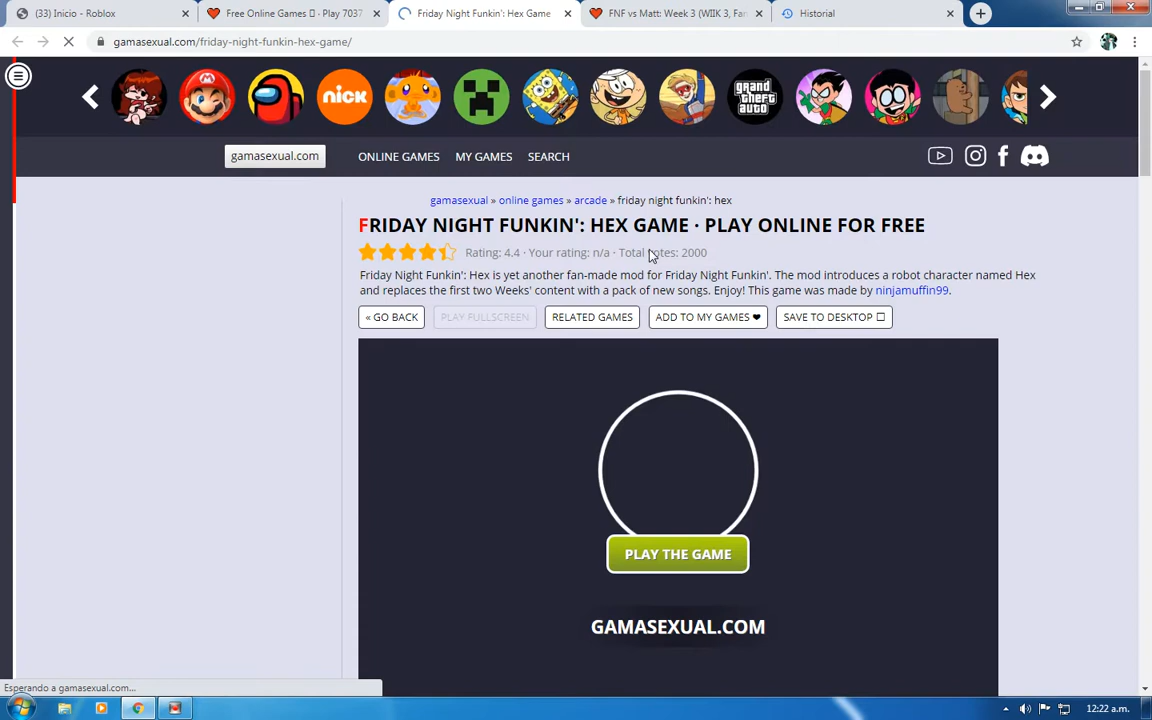 (33) Inicio - Roblox
Free Online Games · Play 7037
Friday Night Funkin': Hex Game
FNF vs Matt: Week 3 (WIIK 3, Fan
Historial
gamasexual.com/friday-night-funkin-hex-game/
nick
grand
theft
auto
gamasexual.com
ONLINE GAMES
MY GAMES
SEARCH
gamasexual » online games » arcade » friday night funkin': hex
FRIDAY NIGHT FUNKIN': HEX GAME · PLAY ONLINE FOR FREE
Rating: 4.4 · Your rating: n/a · Total votes: 2000
Friday Night Funkin': Hex is yet another fan-made mod for Friday Night Funkin'. The mod introduces a robot character named Hex
and replaces the first two Weeks' content with a pack of new songs. Enjoy! This game was made by ninjamuffin99.
« GO BACK
PLAY FULLSCREEN
RELATED GAMES
ADD TO MY GAMES ❤
SAVE TO DESKTOP
PLAY THE GAME
GAMASEXUAL.COM
Esperando a gamasexual.com...
12:22 a.m.